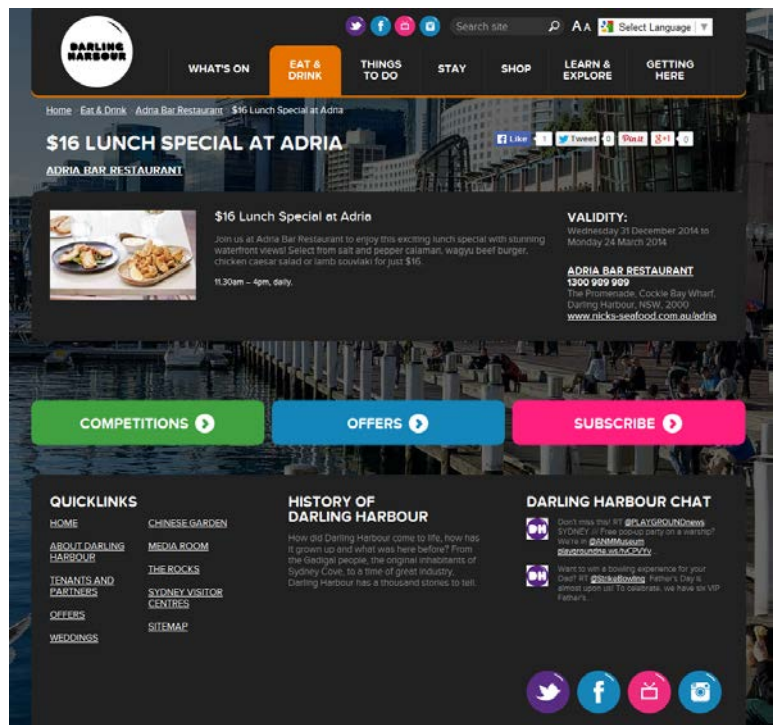 DARLING
HARBOUR
Search site
A A
Select Language
WHAT'S ON
EAT &
DRINK
THINGS
TO DO
STAY
SHOP
LEARN &
EXPLORE
GETTING
HERE
Home
Eat & Drink
Adria Bar Restaurant
$16 Lunch Special at Adria
$16 LUNCH SPECIAL AT ADRIA
Like
1
Tweet
0
Pin it
g+1
0
ADRIA BAR RESTAURANT
$16 Lunch Special at Adria
Join us at Adria Bar Restaurant to enjoy this exciting lunch special with stunning
waterfront views! Select from salt and pepper calamari, wagyu beef burger,
chicken caesar salad or lamb souvlaki for just $16.
11.30am – 4pm, daily.
VALIDITY:
Wednesday 31 December 2014 to
Monday 24 March 2014
ADRIA BAR RESTAURANT
1300 989 989
The Promenade, Cockle Bay Wharf,
Darling Harbour, NSW, 2000
www.nicks-seafood.com.au/adria
COMPETITIONS
OFFERS
SUBSCRIBE
QUICKLINKS
HOME
ABOUT DARLING
HARBOUR
TENANTS AND
PARTNERS
OFFERS
WEDDINGS
CHINESE GARDEN
MEDIA ROOM
THE ROCKS
SYDNEY VISITOR
CENTRES
SITEMAP
HISTORY OF
DARLING HARBOUR
How did Darling Harbour come to life, how has
it grown up and what was here before? From
the Gadigal people, the original inhabitants of
Sydney Cove, to a time of great industry,
Darling Harbour has a thousand stories to tell.
DARLING HARBOUR CHAT
DH
Don't miss this! RT @PLAYGROUNDnews
SYDNEY // Free pop-up party on a warship?
We're in @ANMMuseum
DH
Want to win a bowling experience for your
Dad? RT @StrikeBowling: Father's Day is
almost upon us! To celebrate, we have six VIP
Father's...